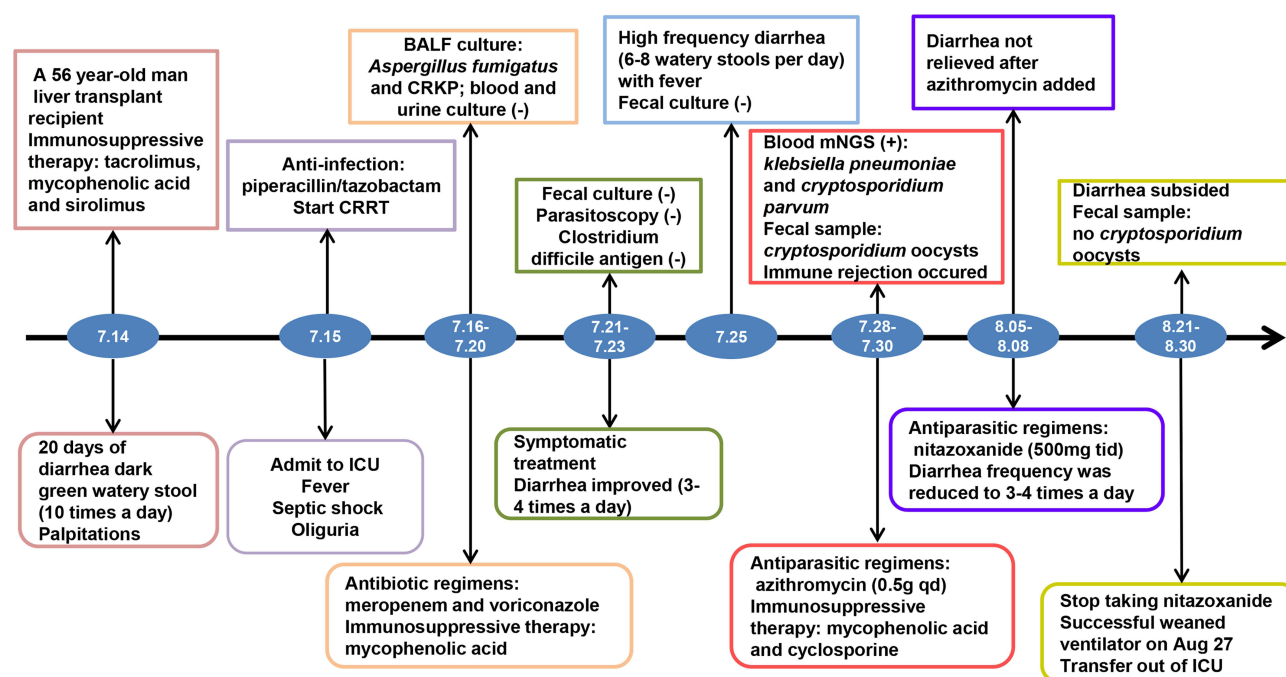 A 56 year-old man
liver transplant
recipient
Immunosuppressive
therapy: tacrolimus,
mycophenolic acid
and sirolimus
Anti-infection:
piperacillin/tazobactam
Start CRRT
BALF culture:
Aspergillus fumigatus
and CRKP; blood and
urine culture (-)
Fecal culture (-)
Parasitoscopy (-)
Clostridium
difficile antigen (-)
High frequency diarrhea
(6-8 watery stools per day)
with fever
Fecal culture (-)
Blood mNGS (+):
klebsiella pneumoniae
and cryptosporidium
parvum
Fecal sample:
cryptosporidium oocysts
Immune rejection occured
Diarrhea not
relieved after
azithromycin added
Diarrhea subsided
Fecal sample:
no cryptosporidium
oocysts
7.14
7.15
7.16-
7.20
7.21-
7.23
7.25
7.28-
7.30
8.05-
8.08
8.21-
8.30
20 days of
diarrhea dark
green watery stool
(10 times a day)
Palpitations
Admit to ICU
Fever
Septic shock
Oliguria
Antibiotic regimens:
meropenem and voriconazole
Immunosuppressive therapy:
mycophenolic acid
Symptomatic
treatment
Diarrhea improved (3-
4 times a day)
Antiparasitic regimens:
azithromycin (0.5g qd)
Immunosuppressive
therapy: mycophenolic acid
and cyclosporine
Antiparasitic regimens:
nitazoxanide (500mg tid)
Diarrhea frequency was
reduced to 3-4 times a day
Stop taking nitazoxanide
Successful weaned
ventilator on Aug 27
Transfer out of ICU